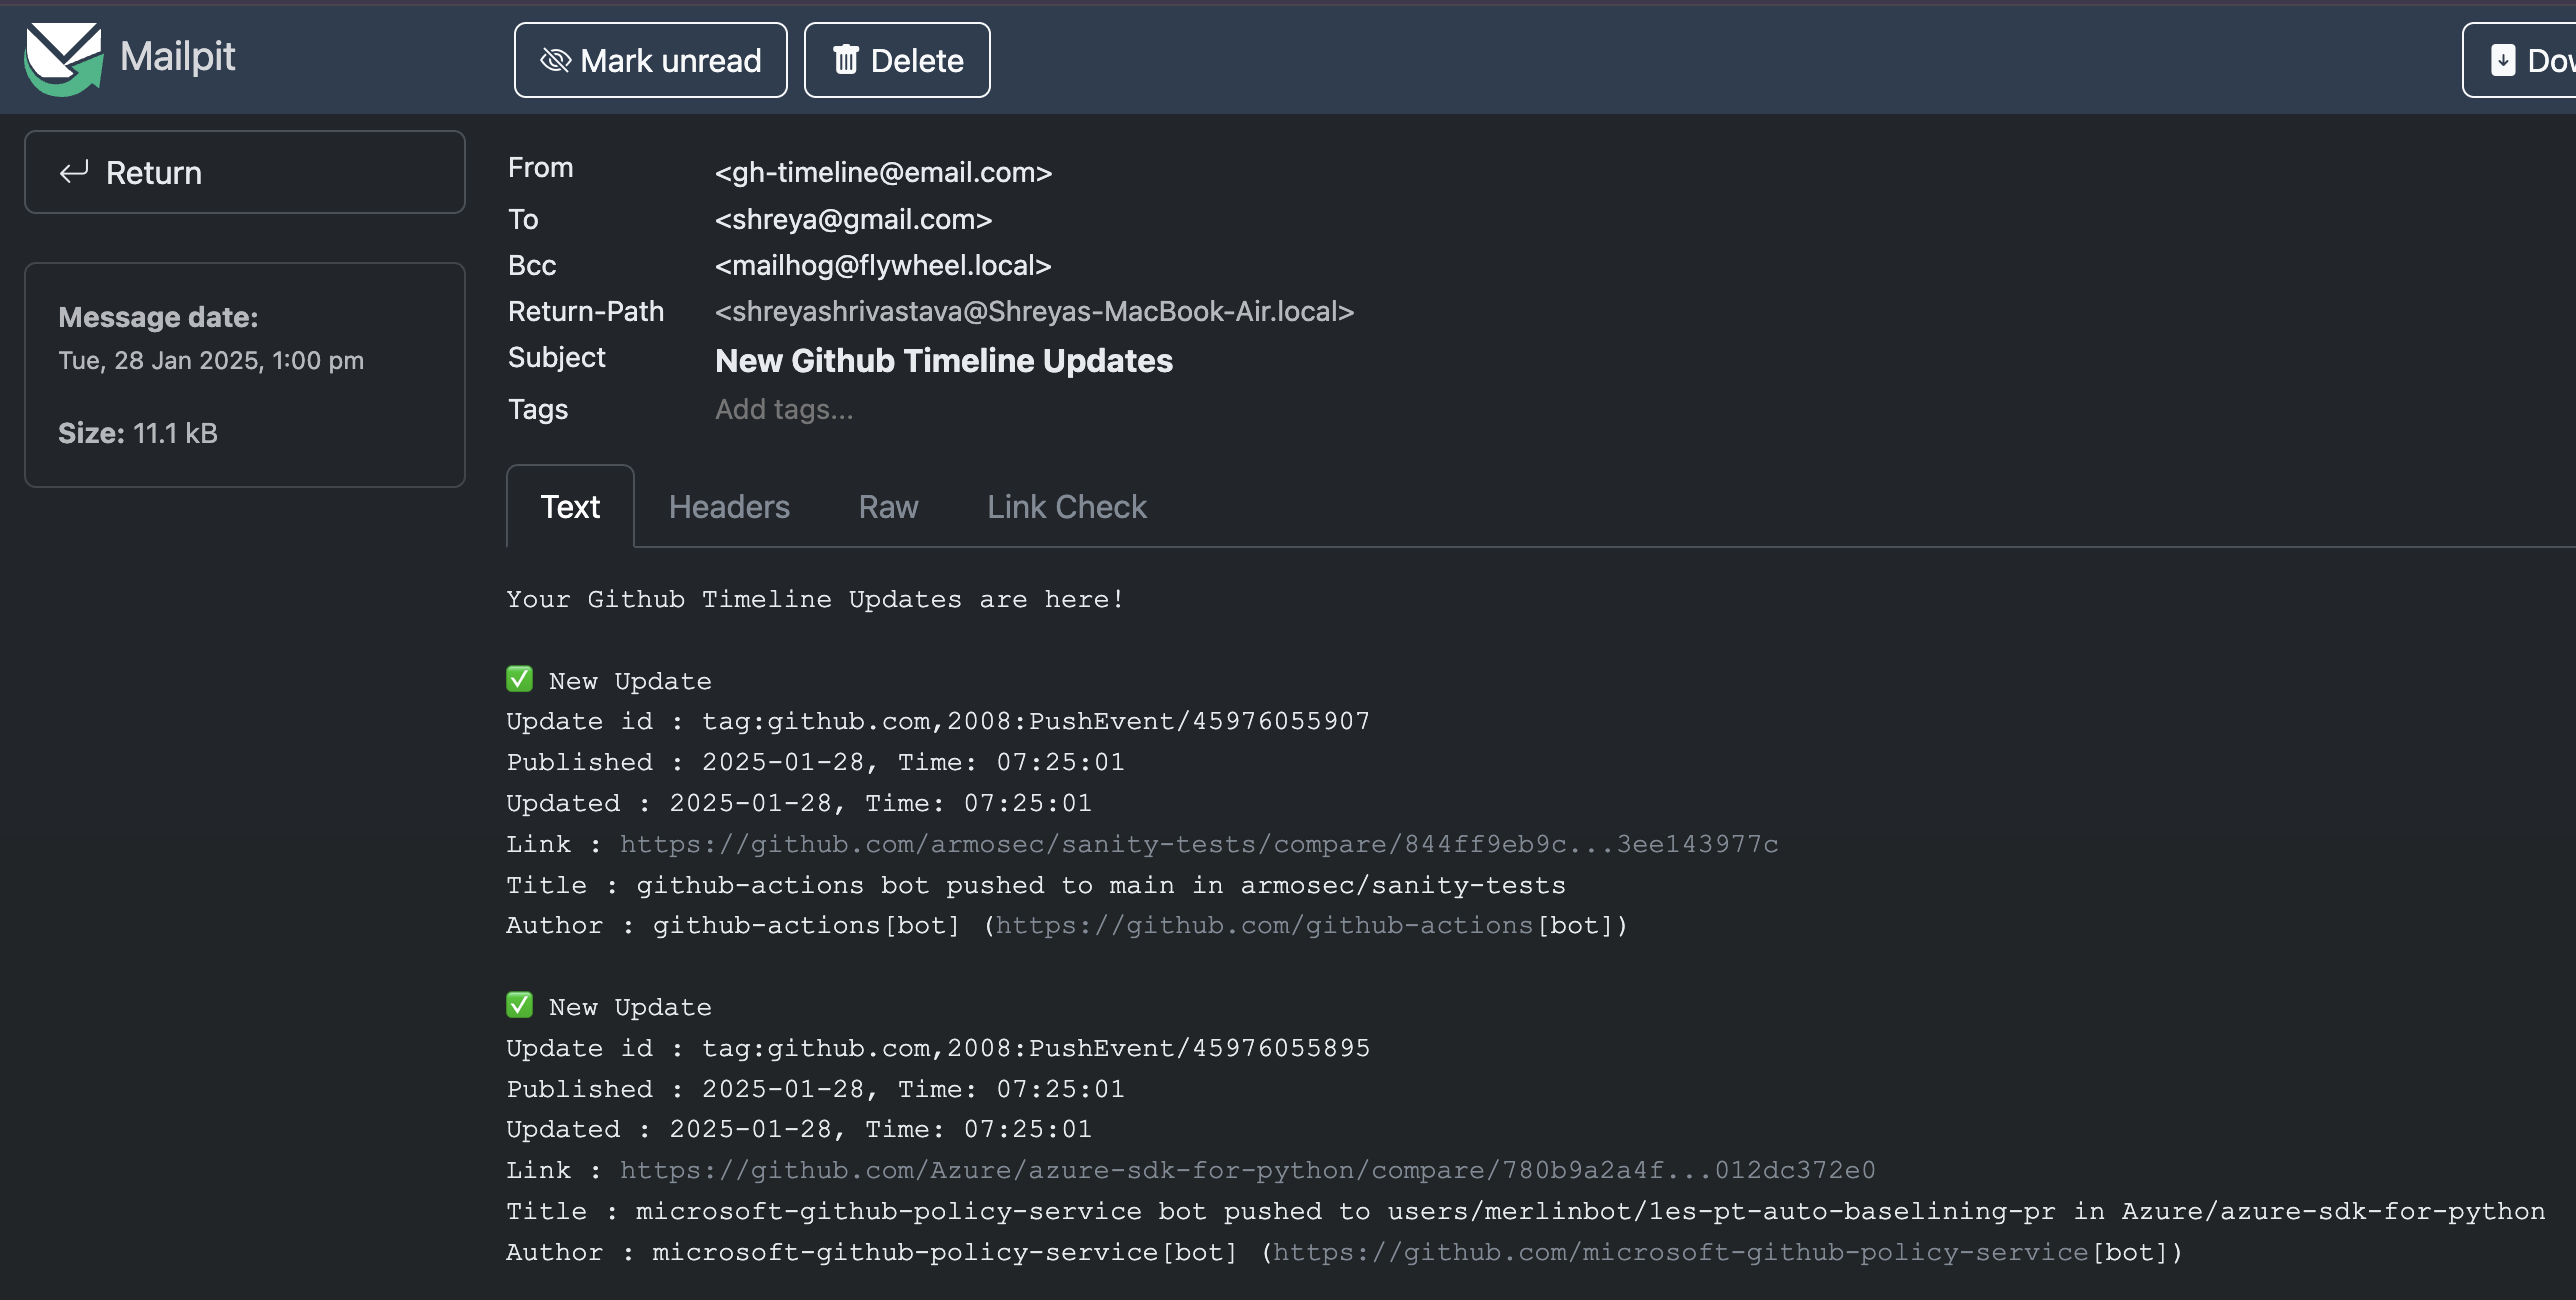 Mailpit
Mark unread
Delete
Return
Message date:
Tue, 28 Jan 2025, 1:00 pm
Size: 11.1 kB
From <gh-timeline@email.com>
To <shreya@gmail.com>
Bcc <mailhog@flywheel.local>
Return-Path <shreyashrivastava@Shreyas-MacBook-Air.local>
Subject New Github Timeline Updates
Tags Add tags...
Text Headers Raw Link Check
Your Github Timeline Updates are here!
✅ New Update
Update id : tag:github.com,2008:PushEvent/45976055907
Published : 2025-01-28, Time: 07:25:01
Updated : 2025-01-28, Time: 07:25:01
Link : https://github.com/armosec/sanity-tests/compare/844ff9eb9c...3ee143977c
Title : github-actions bot pushed to main in armosec/sanity-tests
Author : github-actions[bot] (https://github.com/github-actions[bot])
✅ New Update
Update id : tag:github.com,2008:PushEvent/45976055895
Published : 2025-01-28, Time: 07:25:01
Updated : 2025-01-28, Time: 07:25:01
Link : https://github.com/Azure/azure-sdk-for-python/compare/780b9a2a4f...012dc372e0
Title : microsoft-github-policy-service bot pushed to users/merlinbot/1es-pt-auto-baselining-pr in Azure/azure-sdk-for-python
Author : microsoft-github-policy-service[bot] (https://github.com/microsoft-github-policy-service[bot])